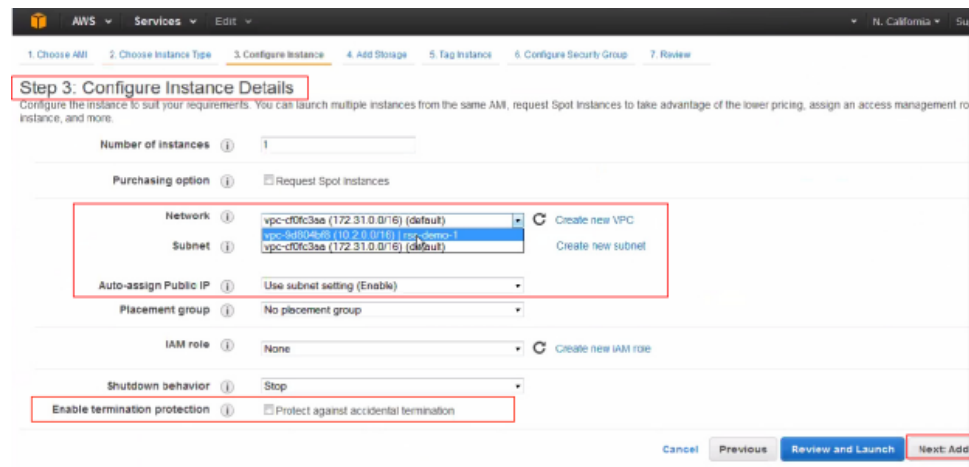 AWS Services Edit N. California Su
1. Choose AMI 2. Choose Instance Type 3. Configure Instance 4. Add Storage 5. Tag Instance 6. Configure Security Group 7. Review
Step 3: Configure Instance Details
Configure the instance to suit your requirements. You can launch multiple instances from the same AMI, request Spot Instances to take advantage of the lower pricing, assign an access management ro
instance, and more.
Number of instances 1
Purchasing option Request Spot Instances
Network vpc-cf0fc3aa (172.31.0.0/16) (default) Create new VPC
vpc-9d804bf8 (10.2.0.0/16) | rsr-demo-1
Subnet vpc-cf0fc3aa (172.31.0.0/16) (default) Create new subnet
Auto-assign Public IP Use subnet setting (Enable)
Placement group No placement group
IAM role None Create new IAM role
Shutdown behavior Stop
Enable termination protection Protect against accidental termination
Cancel Previous Review and Launch Next: Add